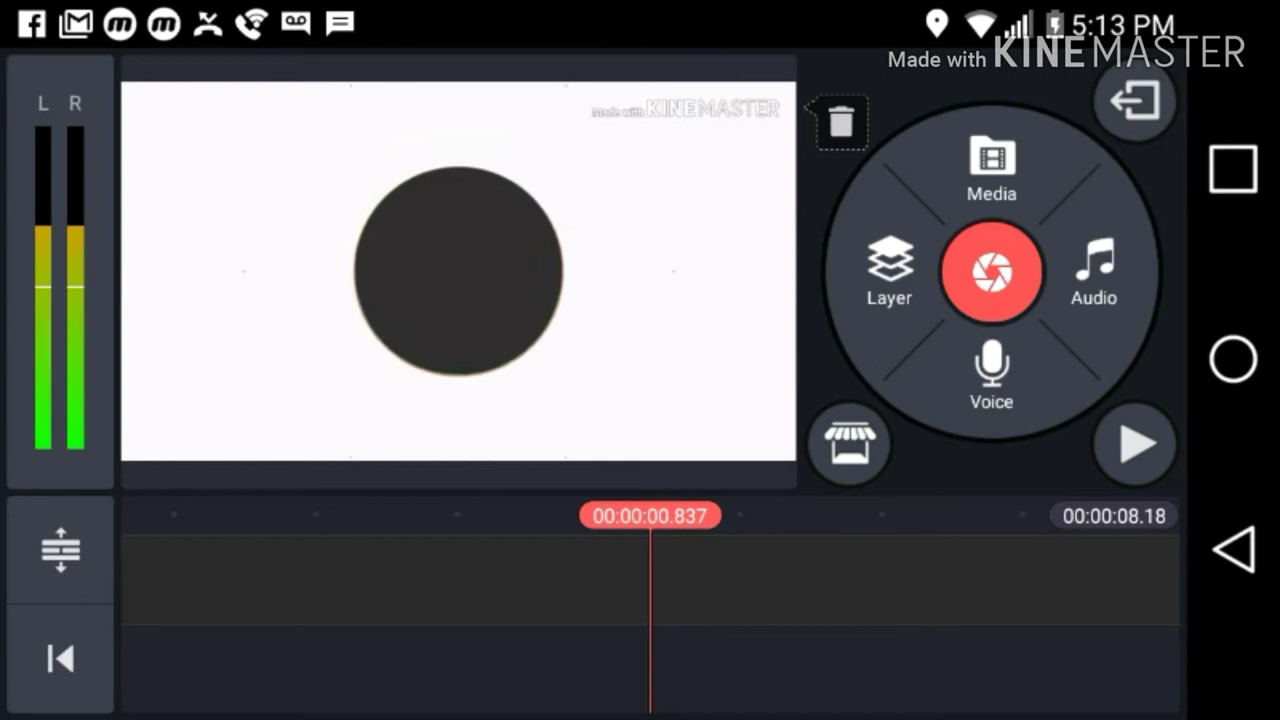 5:13 PM
Made with KINEMASTER
L R
Made with KINEMASTER
Media
Layer
Audio
Voice
00:00:00.837
00:00:08.18